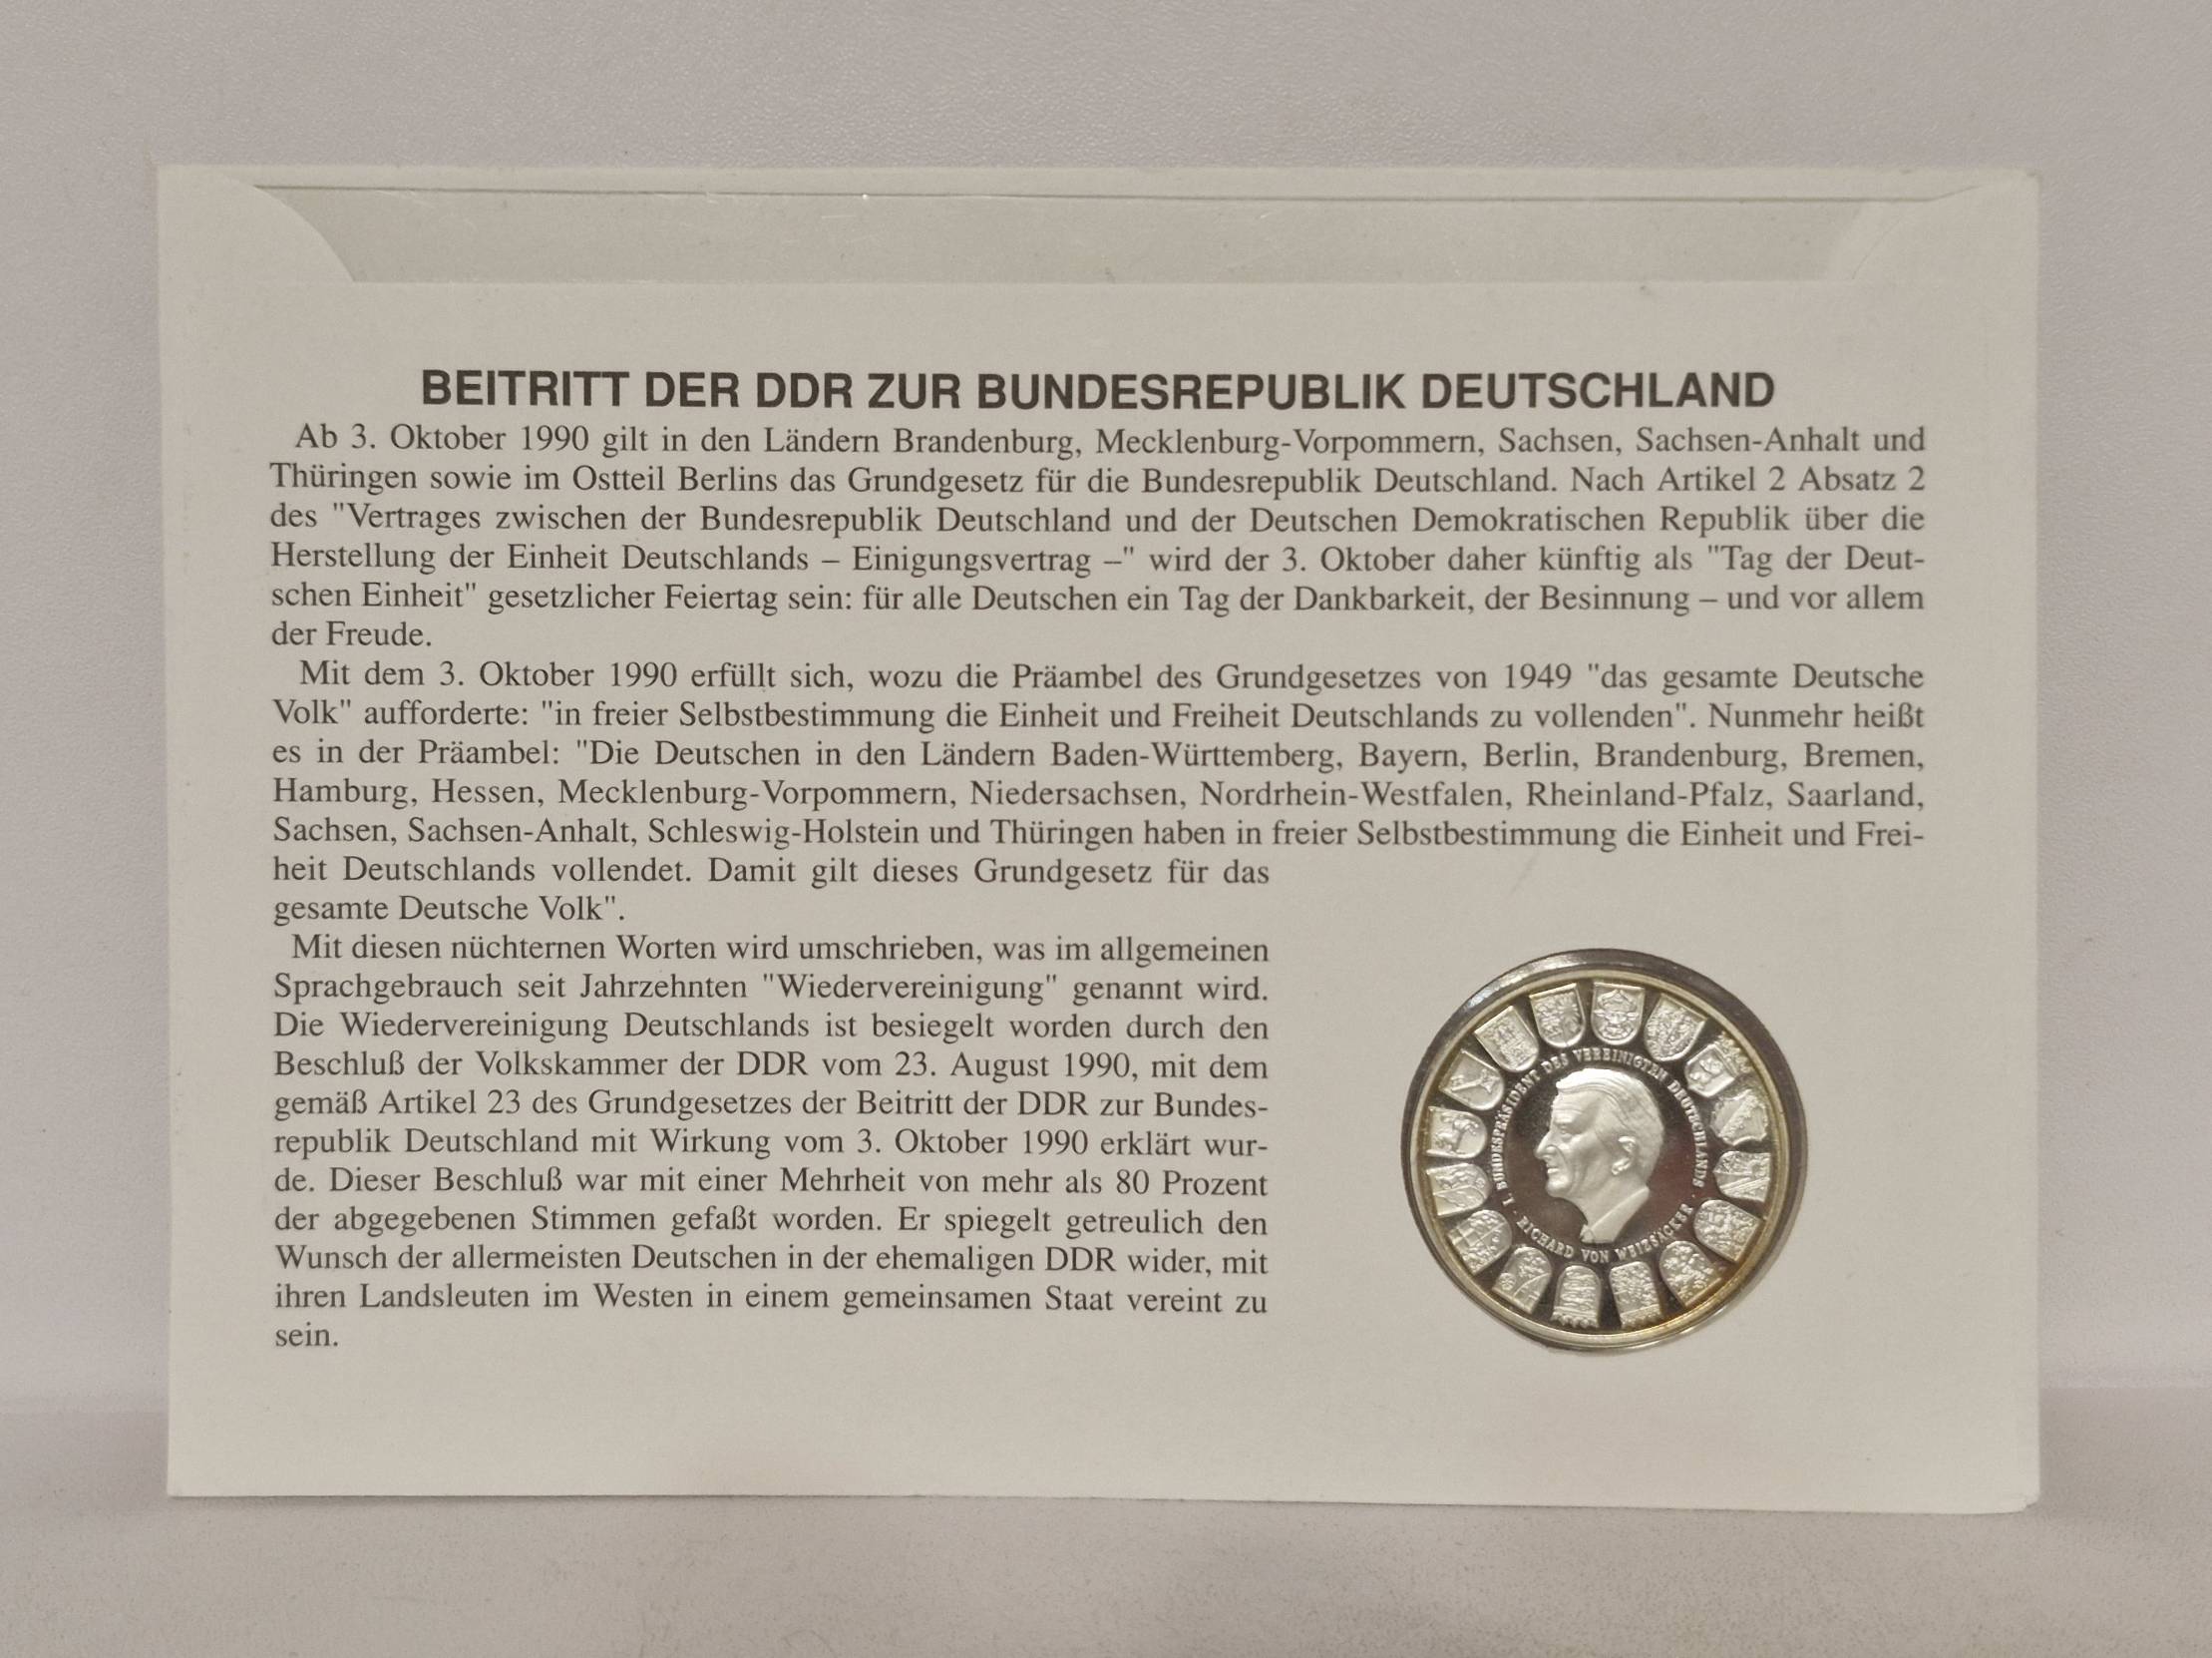 BEITRITT DER DDR ZUR BUNDESREPUBLIK DEUTSCHLAND
Ab 3. Oktober 1990 gilt in den Ländern Brandenburg, Mecklenburg-Vorpommern, Sachsen, Sachsen-Anhalt und
Thüringen sowie im Ostteil Berlins das Grundgesetz für die Bundesrepublik Deutschland. Nach Artikel 2 Absatz 2
des "Vertrages zwischen der Bundesrepublik Deutschland und der Deutschen Demokratischen Republik über die
Herstellung der Einheit Deutschlands – Einigungsvertrag –" wird der 3. Oktober daher künftig als "Tag der Deut-
schen Einheit" gesetzlicher Feiertag sein: für alle Deutschen ein Tag der Dankbarkeit, der Besinnung – und vor allem
der Freude.
Mit dem 3. Oktober 1990 erfüllt sich, wozu die Präambel des Grundgesetzes von 1949 "das gesamte Deutsche
Volk" aufforderte: "in freier Selbstbestimmung die Einheit und Freiheit Deutschlands zu vollenden". Nunmehr heißt
es in der Präambel: "Die Deutschen in den Ländern Baden-Württemberg, Bayern, Berlin, Brandenburg, Bremen,
Hamburg, Hessen, Mecklenburg-Vorpommern, Niedersachsen, Nordrhein-Westfalen, Rheinland-Pfalz, Saarland,
Sachsen, Sachsen-Anhalt, Schleswig-Holstein und Thüringen haben in freier Selbstbestimmung die Einheit und Frei-
heit Deutschlands vollendet. Damit gilt dieses Grundgesetz für das
gesamte Deutsche Volk".
Mit diesen nüchternen Worten wird umschrieben, was im allgemeinen
Sprachgebrauch seit Jahrzehnten "Wiedervereinigung" genannt wird.
Die Wiedervereinigung Deutschlands ist besiegelt worden durch den
Beschluß der Volkskammer der DDR vom 23. August 1990, mit dem
gemäß Artikel 23 des Grundgesetzes der Beitritt der DDR zur Bundes-
republik Deutschland mit Wirkung vom 3. Oktober 1990 erklärt wur-
de. Dieser Beschluß war mit einer Mehrheit von mehr als 80 Prozent
der abgegebenen Stimmen gefaßt worden. Er spiegelt getreulich den
Wunsch der allermeisten Deutschen in der ehemaligen DDR wider, mit
ihren Landsleuten im Westen in einem gemeinsamen Staat vereint zu
sein.
1. BUNDESPRÄSIDENT DES VEREINIGTEN DEUTSCHLANDS
· RICHARD VON WEIZSÄCKER ·